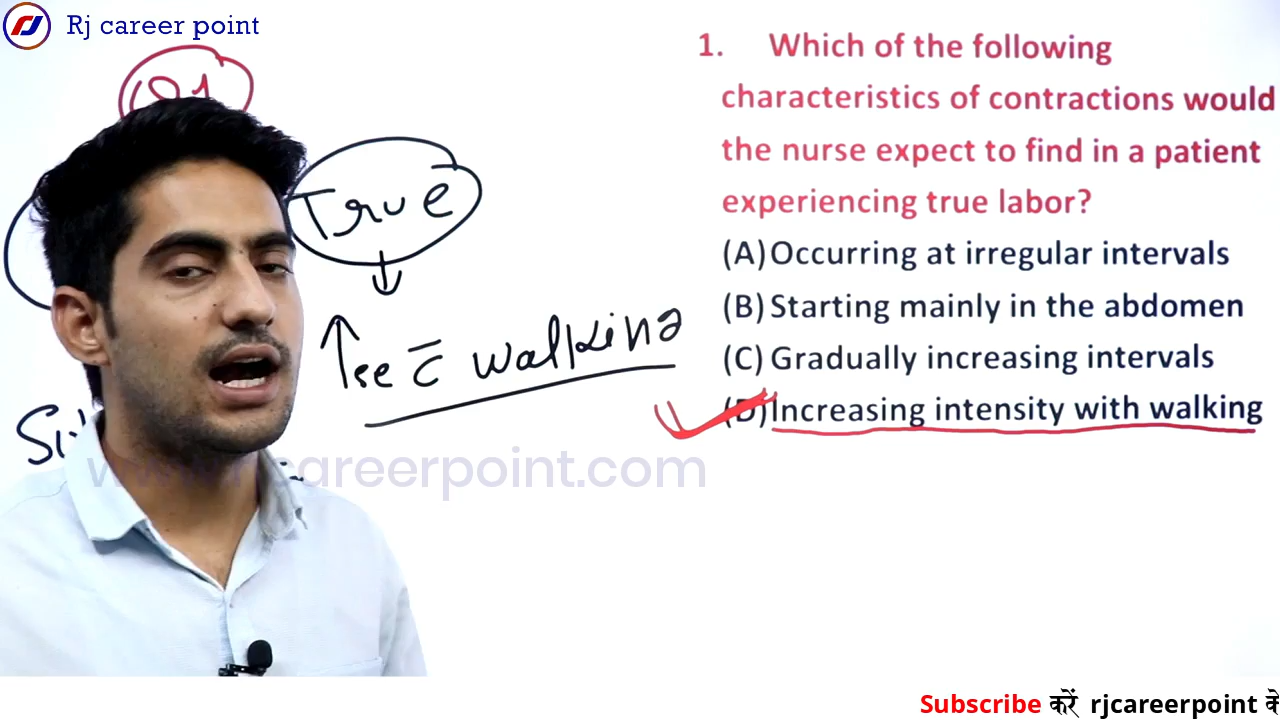 Rj career point
True
↑se c̄ walking
1. Which of the following
characteristics of contractions would
the nurse expect to find in a patient
experiencing true labor?
(A) Occurring at irregular intervals
(B) Starting mainly in the abdomen
(C) Gradually increasing intervals
(D) Increasing intensity with walking
careerpoint.com
Subscribe करें rjcareerpoint के